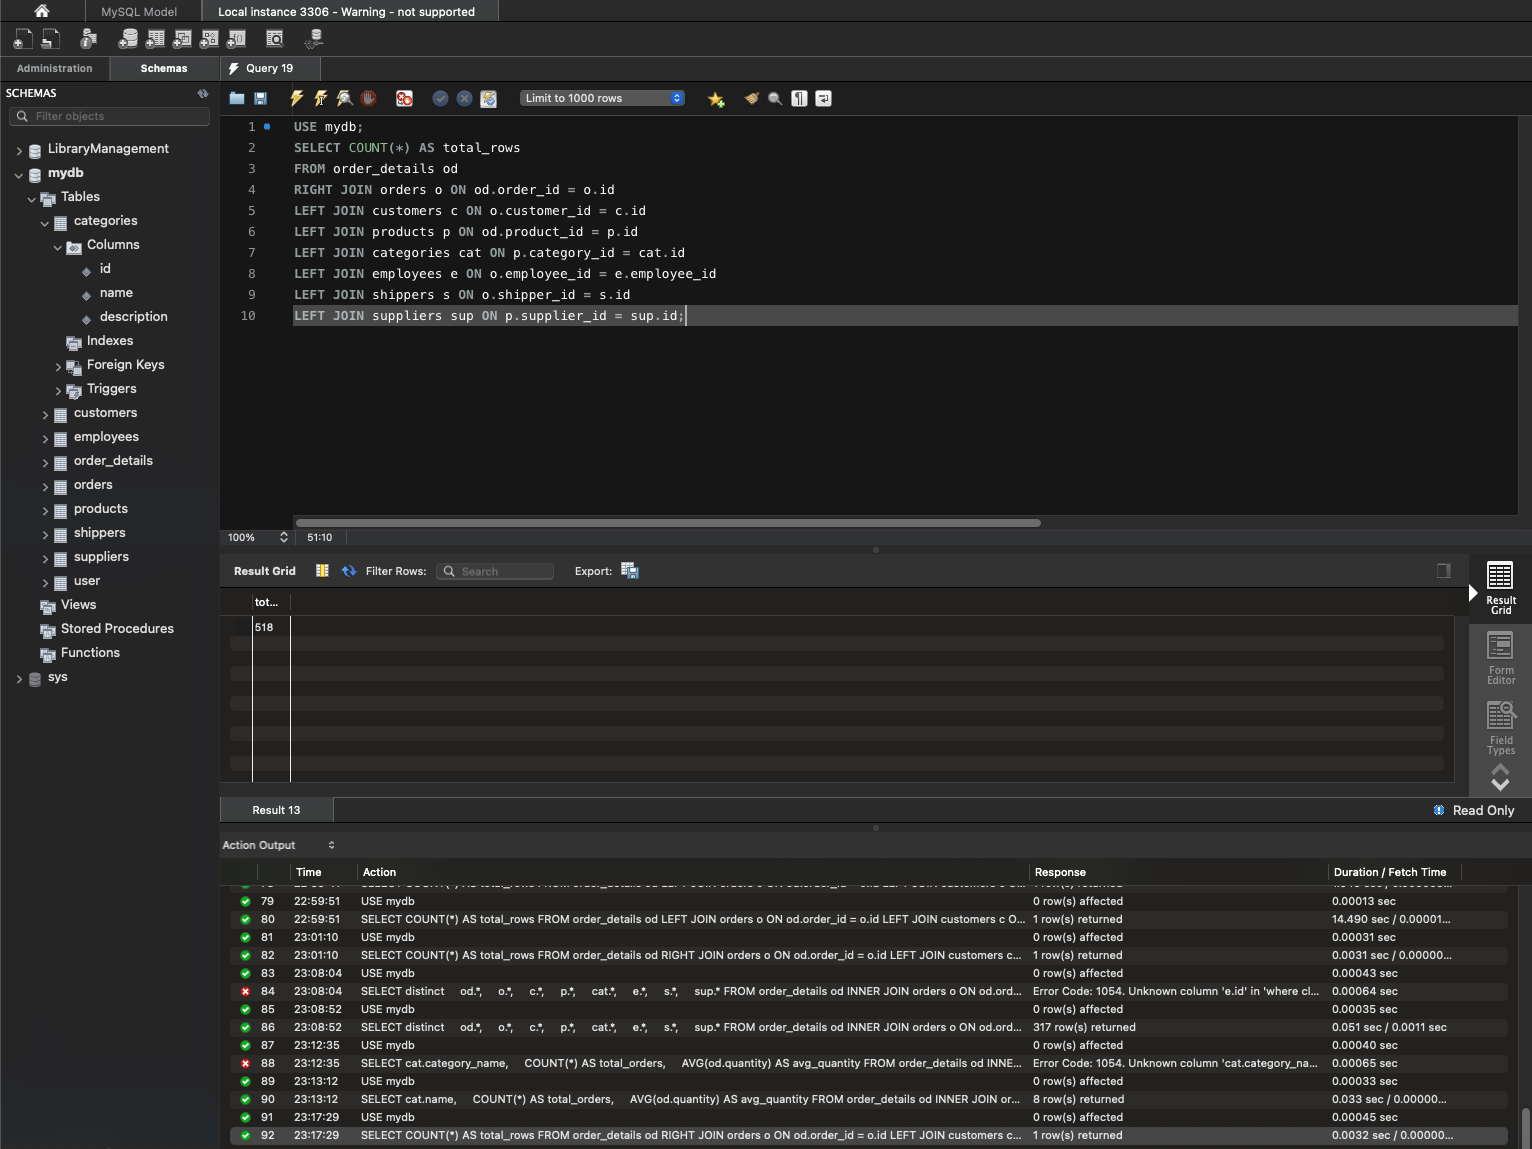 MySQL Model
Local instance 3306 - Warning - not supported
Administration
Schemas
Query 19
SCHEMAS
Filter objects
LibraryManagement
mydb
Tables
categories
Columns
id
name
description
Indexes
Foreign Keys
Triggers
customers
employees
order_details
orders
products
shippers
suppliers
user
Views
Stored Procedures
Functions
sys
Limit to 1000 rows
1 USE mydb;
2 SELECT COUNT(*) AS total_rows
3 FROM order_details od
4 RIGHT JOIN orders o ON od.order_id = o.id
5 LEFT JOIN customers c ON o.customer_id = c.id
6 LEFT JOIN products p ON od.product_id = p.id
7 LEFT JOIN categories cat ON p.category_id = cat.id
8 LEFT JOIN employees e ON o.employee_id = e.employee_id
9 LEFT JOIN shippers s ON o.shipper_id = s.id
10 LEFT JOIN suppliers sup ON p.supplier_id = sup.id;
100% 51:10
Result Grid Filter Rows: Search Export:
tot...
518
Result Grid
Form Editor
Field Types
Result 13
Read Only
Action Output
Time Action Response Duration / Fetch Time
79 22:59:51 USE mydb 0 row(s) affected 0.00013 sec
80 22:59:51 SELECT COUNT(*) AS total_rows FROM order_details od LEFT JOIN orders o ON od.order_id = o.id LEFT JOIN customers c O... 1 row(s) returned 14.490 sec / 0.00001...
81 23:01:10 USE mydb 0 row(s) affected 0.00031 sec
82 23:01:10 SELECT COUNT(*) AS total_rows FROM order_details od RIGHT JOIN orders o ON od.order_id = o.id LEFT JOIN customers c... 1 row(s) returned 0.0031 sec / 0.00000...
83 23:08:04 USE mydb 0 row(s) affected 0.00043 sec
84 23:08:04 SELECT distinct od.*, o.*, c.*, p.*, cat.*, e.*, s.*, sup.* FROM order_details od INNER JOIN orders o ON od.ord... Error Code: 1054. Unknown column 'e.id' in 'where cl... 0.00064 sec
85 23:08:52 USE mydb 0 row(s) affected 0.00035 sec
86 23:08:52 SELECT distinct od.*, o.*, c.*, p.*, cat.*, e.*, s.*, sup.* FROM order_details od INNER JOIN orders o ON od.ord... 317 row(s) returned 0.051 sec / 0.0011 sec
87 23:12:35 USE mydb 0 row(s) affected 0.00040 sec
88 23:12:35 SELECT cat.category_name, COUNT(*) AS total_orders, AVG(od.quantity) AS avg_quantity FROM order_details od INNE... Error Code: 1054. Unknown column 'cat.category_na... 0.00065 sec
89 23:13:12 USE mydb 0 row(s) affected 0.00033 sec
90 23:13:12 SELECT cat.name, COUNT(*) AS total_orders, AVG(od.quantity) AS avg_quantity FROM order_details od INNER JOIN or... 8 row(s) returned 0.033 sec / 0.00000...
91 23:17:29 USE mydb 0 row(s) affected 0.00045 sec
92 23:17:29 SELECT COUNT(*) AS total_rows FROM order_details od RIGHT JOIN orders o ON od.order_id = o.id LEFT JOIN customers c... 1 row(s) returned 0.0032 sec / 0.00000...